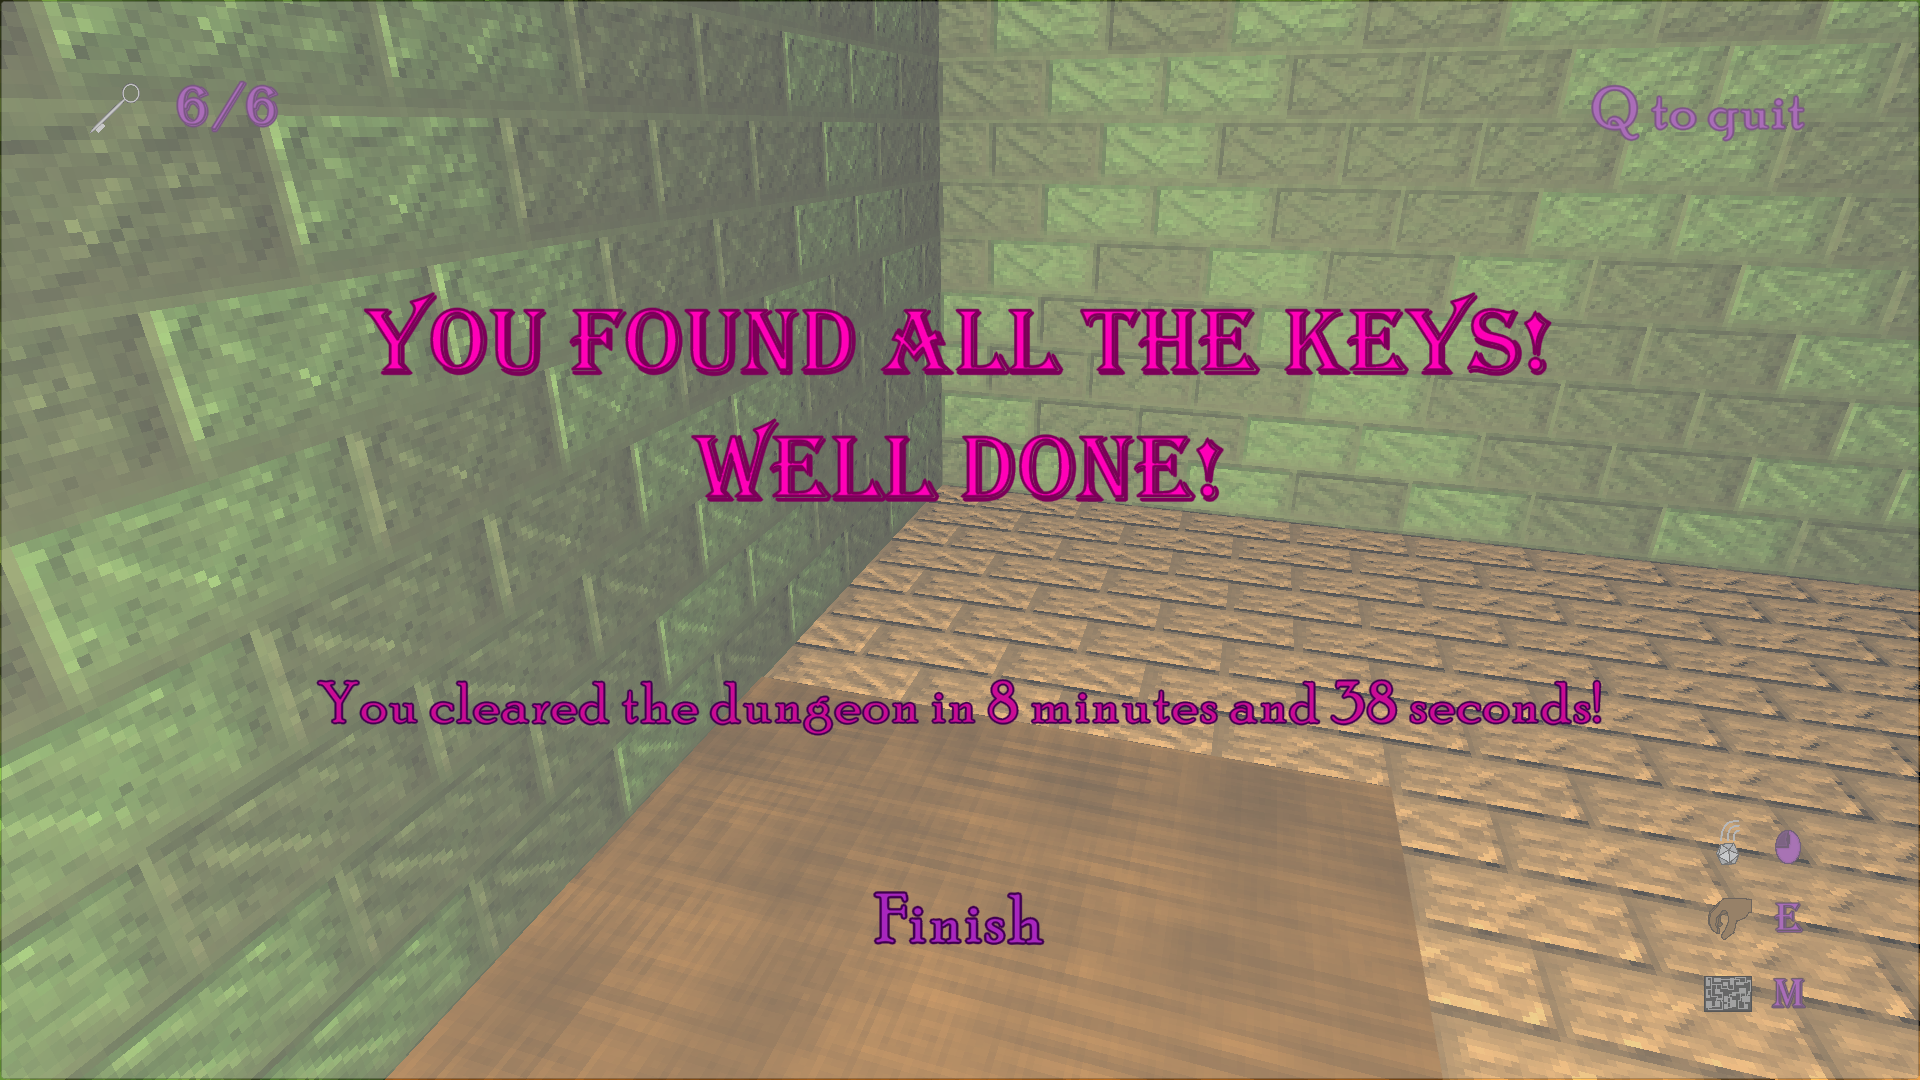 6/6
Q to quit
YOU FOUND ALL THE KEYS!
WELL DONE!
You cleared the dungeon in 8 minutes and 38 seconds!
Finish
E
M